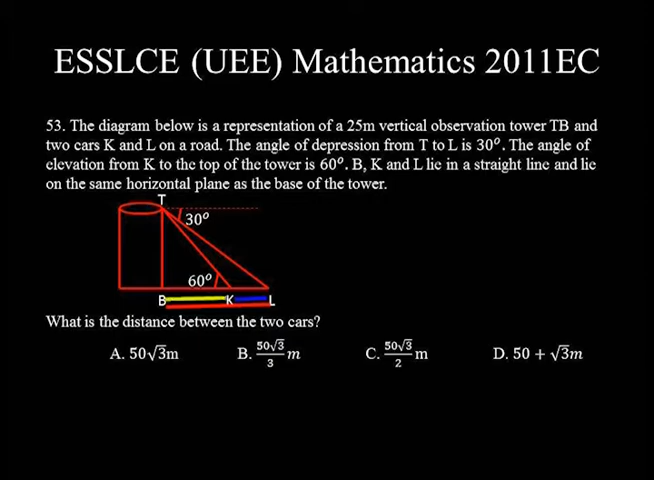 ESSLCE (UEE) Mathematics 2011EC
53. The diagram below is a representation of a 25m vertical observation tower TB and
two cars K and L on a road. The angle of depression from T to L is 30°. The angle of
elevation from K to the top of the tower is 60°. B, K and L lie in a straight line and lie
on the same horizontal plane as the base of the tower.
T
30°
60°
B K L
What is the distance between the two cars?
A. 50√3m B. 50√3/3 m C. 50√3/2 m D. 50 + √3m